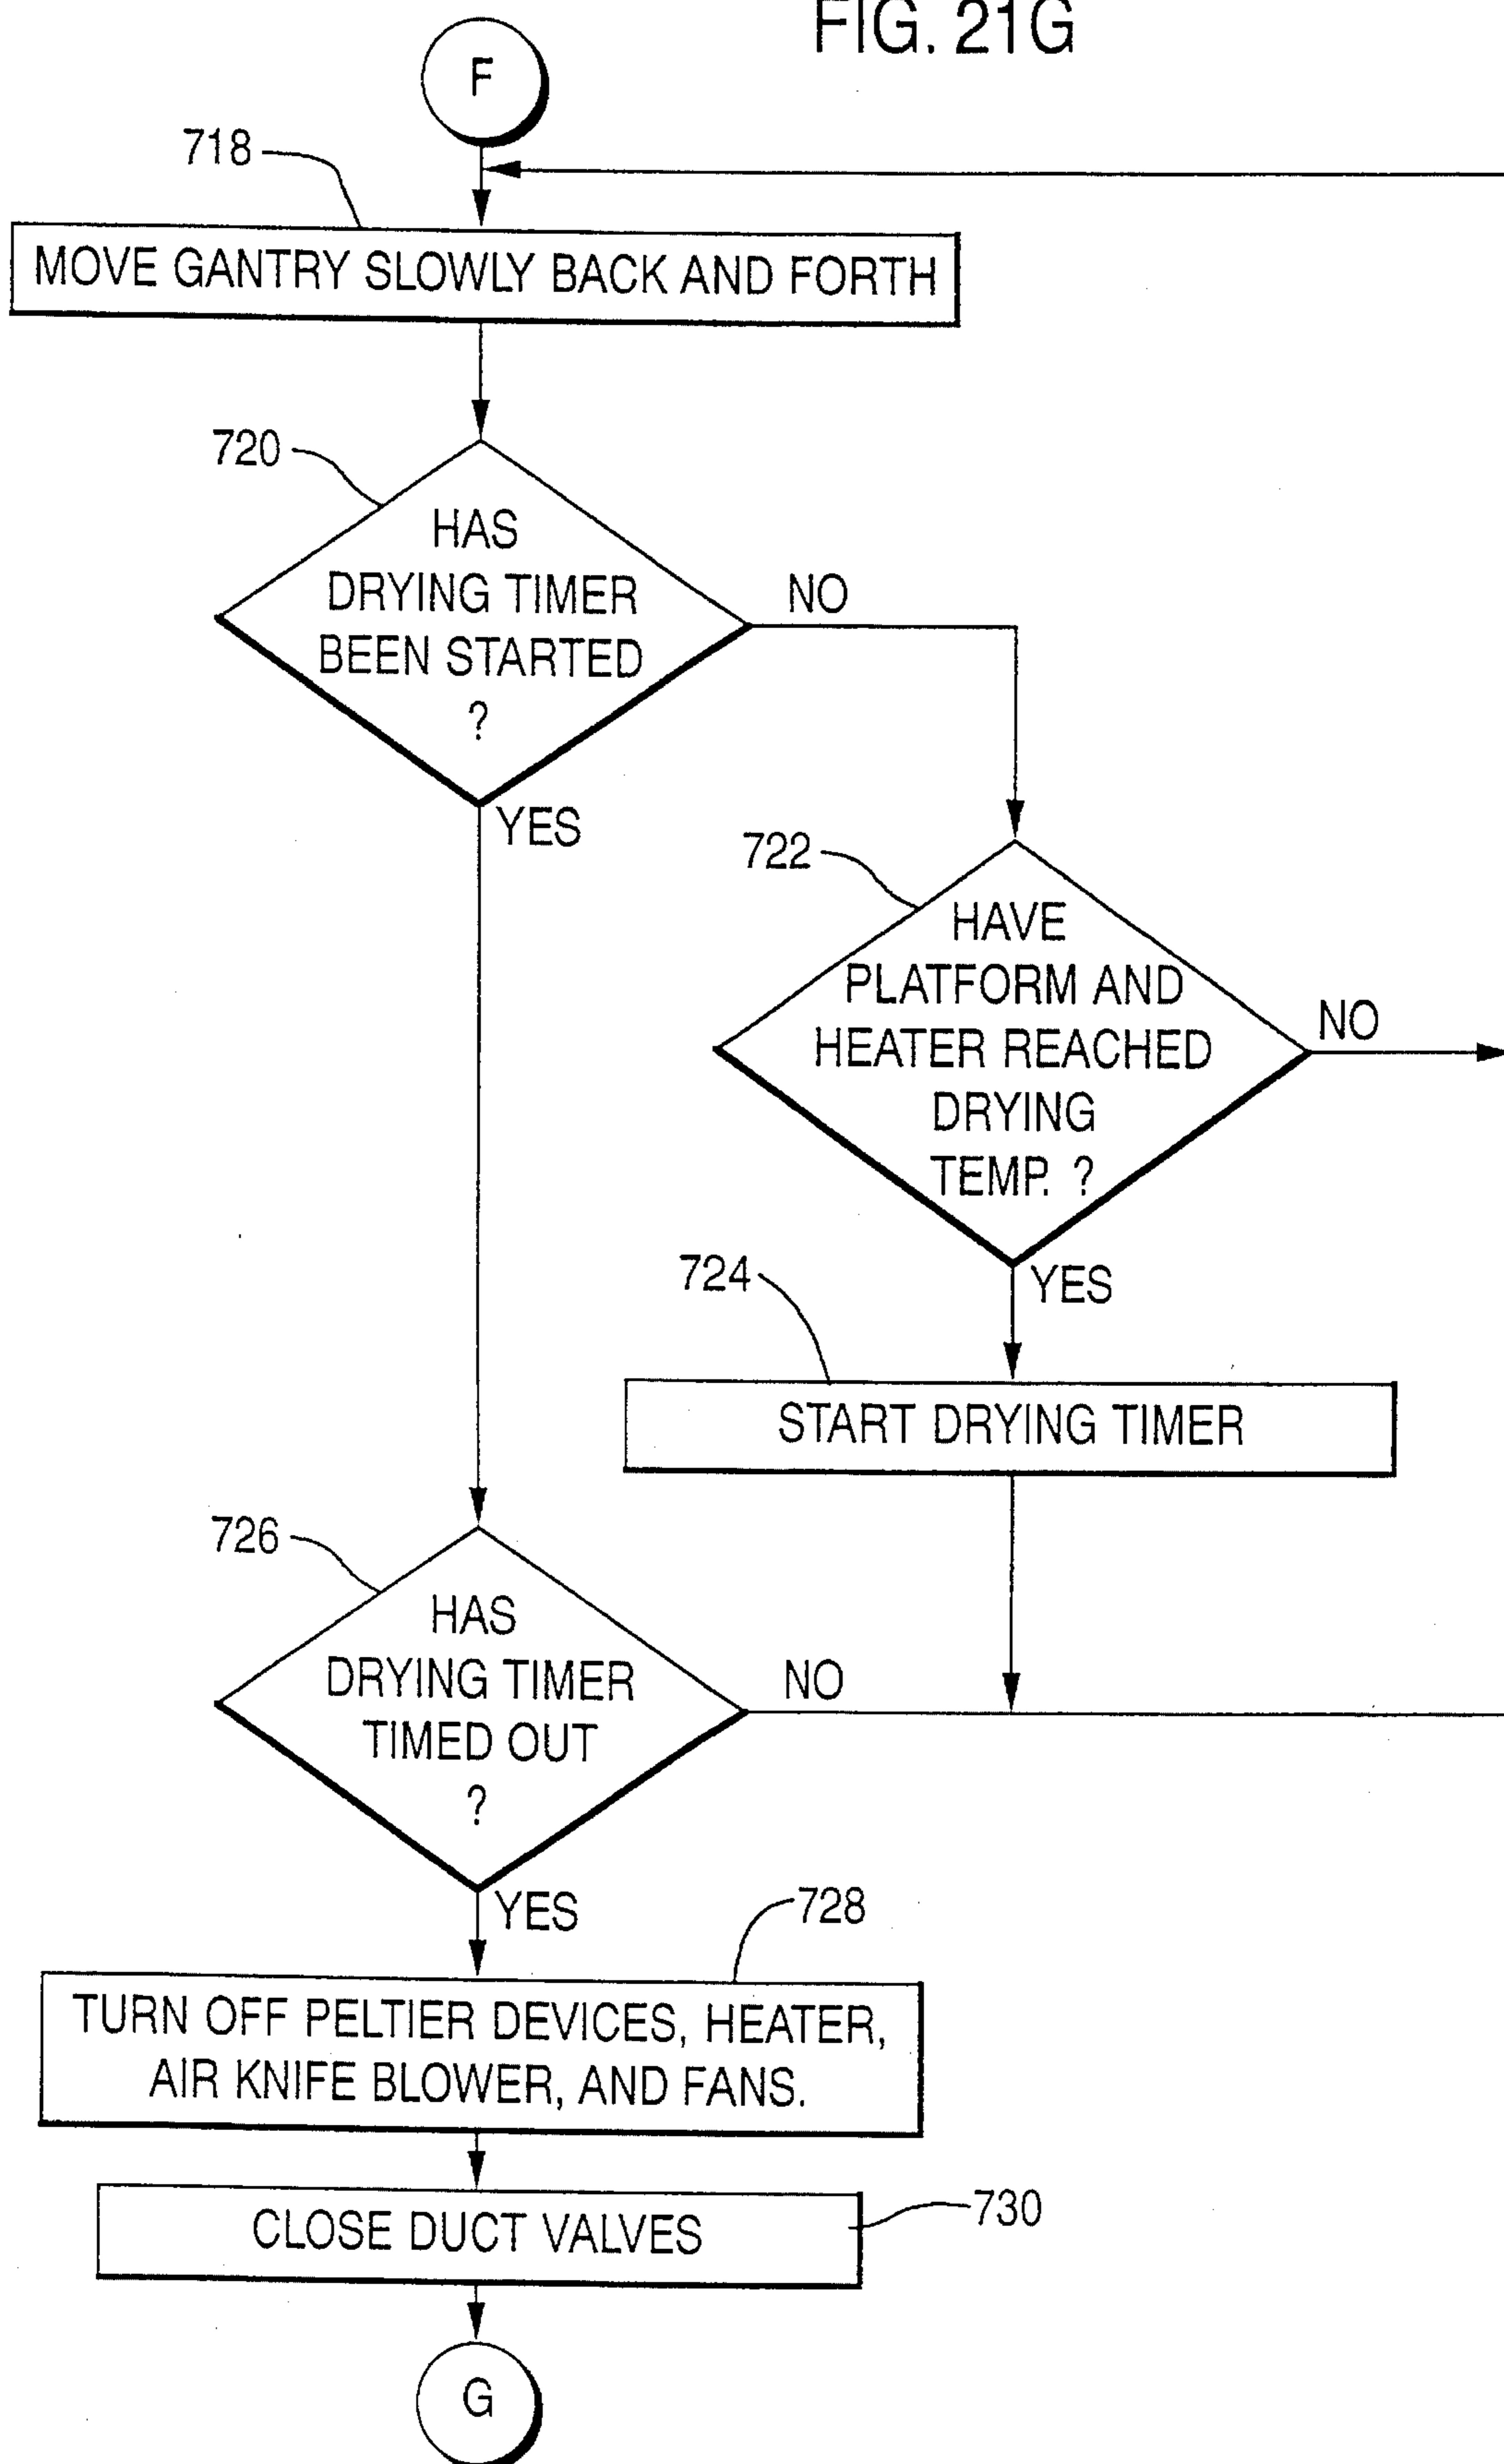 FIG. 21G
F
718
MOVE GANTRY SLOWLY BACK AND FORTH
720
HAS
DRYING TIMER
BEEN STARTED
?
NO
YES
722
HAVE
PLATFORM AND
HEATER REACHED
DRYING
TEMP. ?
NO
YES
724
START DRYING TIMER
726
HAS
DRYING TIMER
TIMED OUT
?
NO
YES
728
TURN OFF PELTIER DEVICES, HEATER,
AIR KNIFE BLOWER, AND FANS.
CLOSE DUCT VALVES
730
G